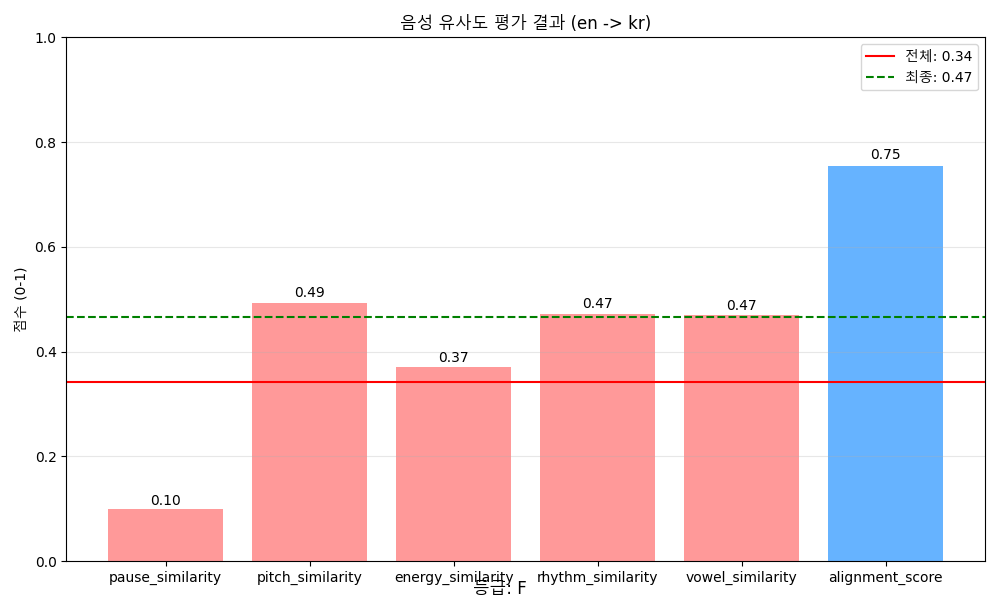 음성 유사도 평가 결과 (en -> kr)
전체: 0.34
최종: 0.47
점수 (0-1)
1.0
0.8
0.6
0.4
0.2
0.0
0.10
0.49
0.37
0.47
0.47
0.75
pause_similarity
pitch_similarity
energy_similarity
rhythm_similarity
vowel_similarity
alignment_score
등급: F